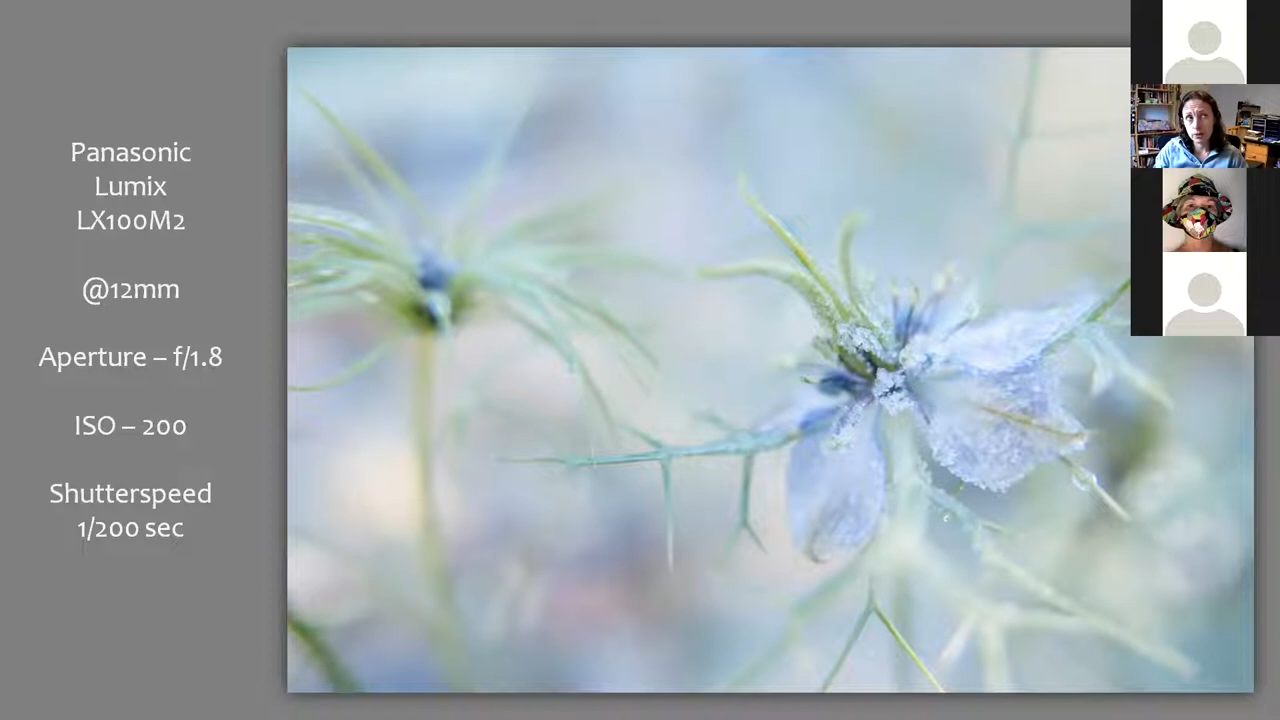 Panasonic
Lumix
LX100M2
@12mm
Aperture – f/1.8
ISO – 200
Shutterspeed
1/200 sec